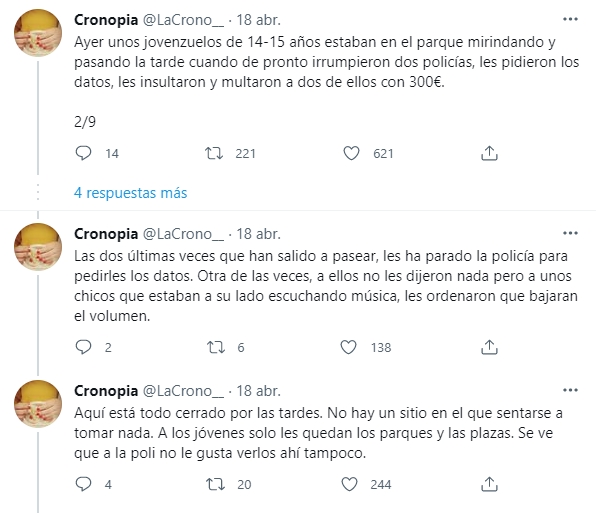 Cronopia @LaCrono__ · 18 abr.
Ayer unos jovenzuelos de 14-15 años estaban en el parque mirindando y
pasando la tarde cuando de pronto irrumpieron dos policías, les pidieron los
datos, les insultaron y multaron a dos de ellos con 300€.
2/9
14 221 621
4 respuestas más
Cronopia @LaCrono__ · 18 abr.
Las dos últimas veces que han salido a pasear, les ha parado la policía para
pedirles los datos. Otra de las veces, a ellos no les dijeron nada pero a unos
chicos que estaban a su lado escuchando música, les ordenaron que bajaran
el volumen.
2 6 138
Cronopia @LaCrono__ · 18 abr.
Aquí está todo cerrado por las tardes. No hay un sitio en el que sentarse a
tomar nada. A los jóvenes solo les quedan los parques y las plazas. Se ve
que a la poli no le gusta verlos ahí tampoco.
4 20 244